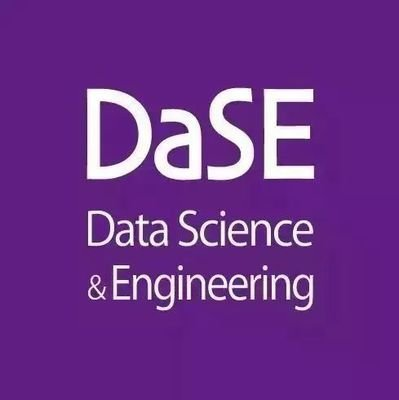 DaSE
Data Science
& Engineering